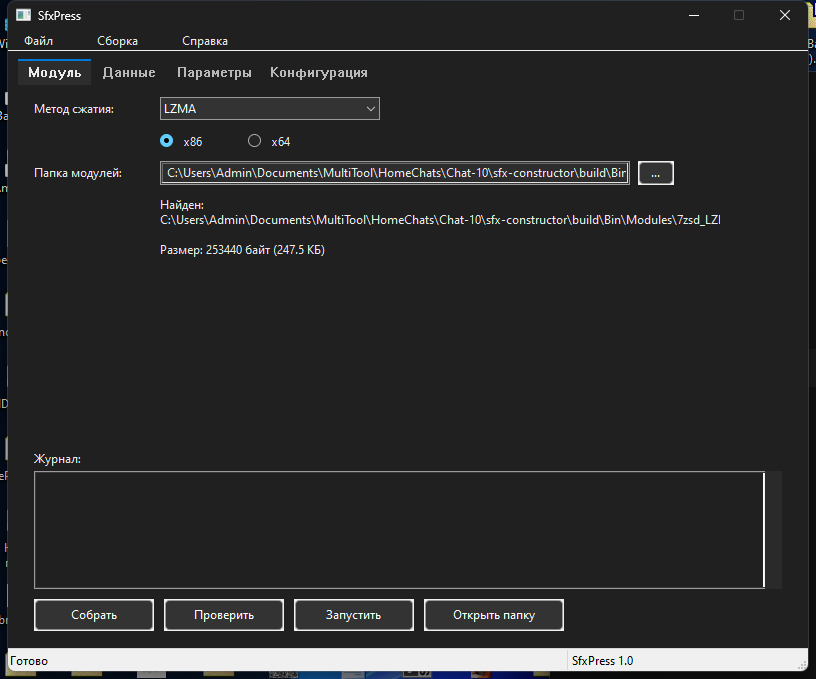 SfxPress
Файл Сборка Справка
Модуль Данные Параметры Конфигурация
Метод сжатия: LZMA
x86 x64
Папка модулей: C:\Users\Admin\Documents\MultiTool\HomeChats\Chat-10\sfx-constructor\build\Bin ...
Найден:
C:\Users\Admin\Documents\MultiTool\HomeChats\Chat-10\sfx-constructor\build\Bin\Modules\7zsd_LZI
Размер: 253440 байт (247.5 КБ)
Журнал:
Собрать Проверить Запустить Открыть папку
Готово SfxPress 1.0